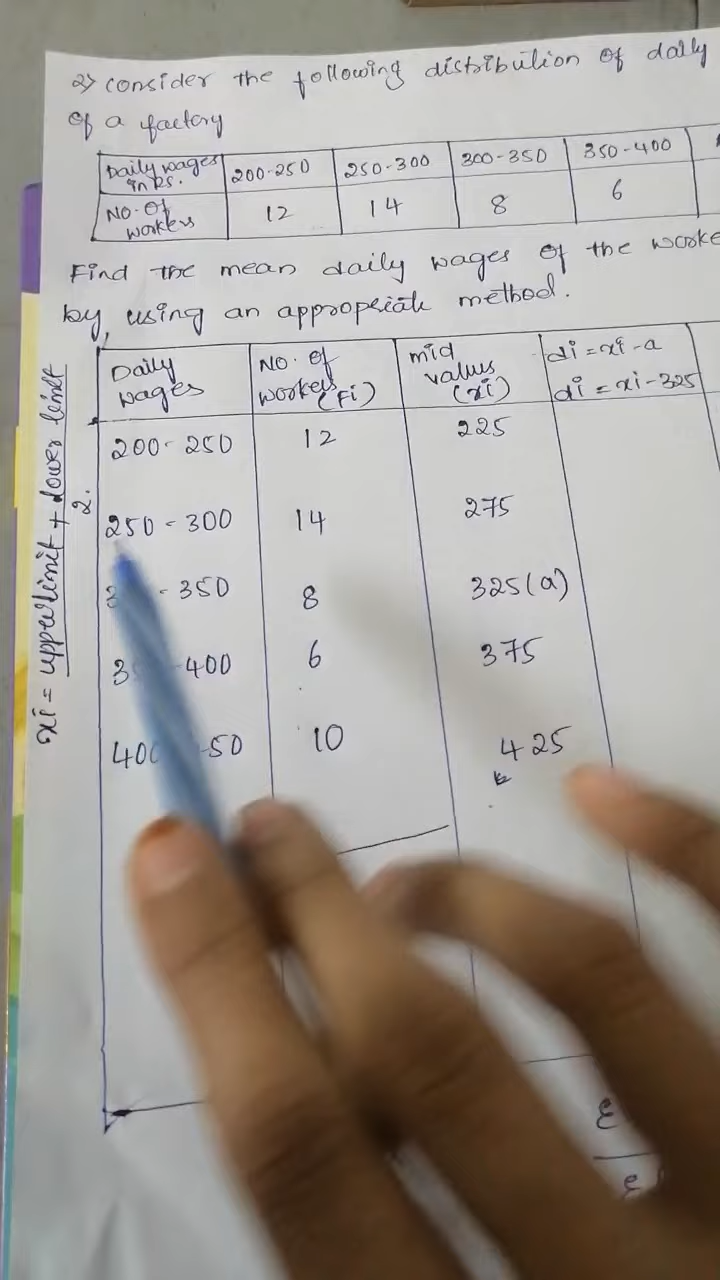 2) consider the following distribution of daily
of a factory
Daily wages in Rs. 200-250 250-300 300-350 350-400
No. of workers 12 14 8 6
Find the mean daily wages of the worke
by using an appropriate method.
Daily wages No. of workers (Fi) mid values (xi) di = xi - a
di = xi - 325
200 - 250 12 225
250 - 300 14 275
- 350 8 325(a)
400 6 375
400 50 10 425
xi = upper limit + lower limit
2.
Σ
Σ